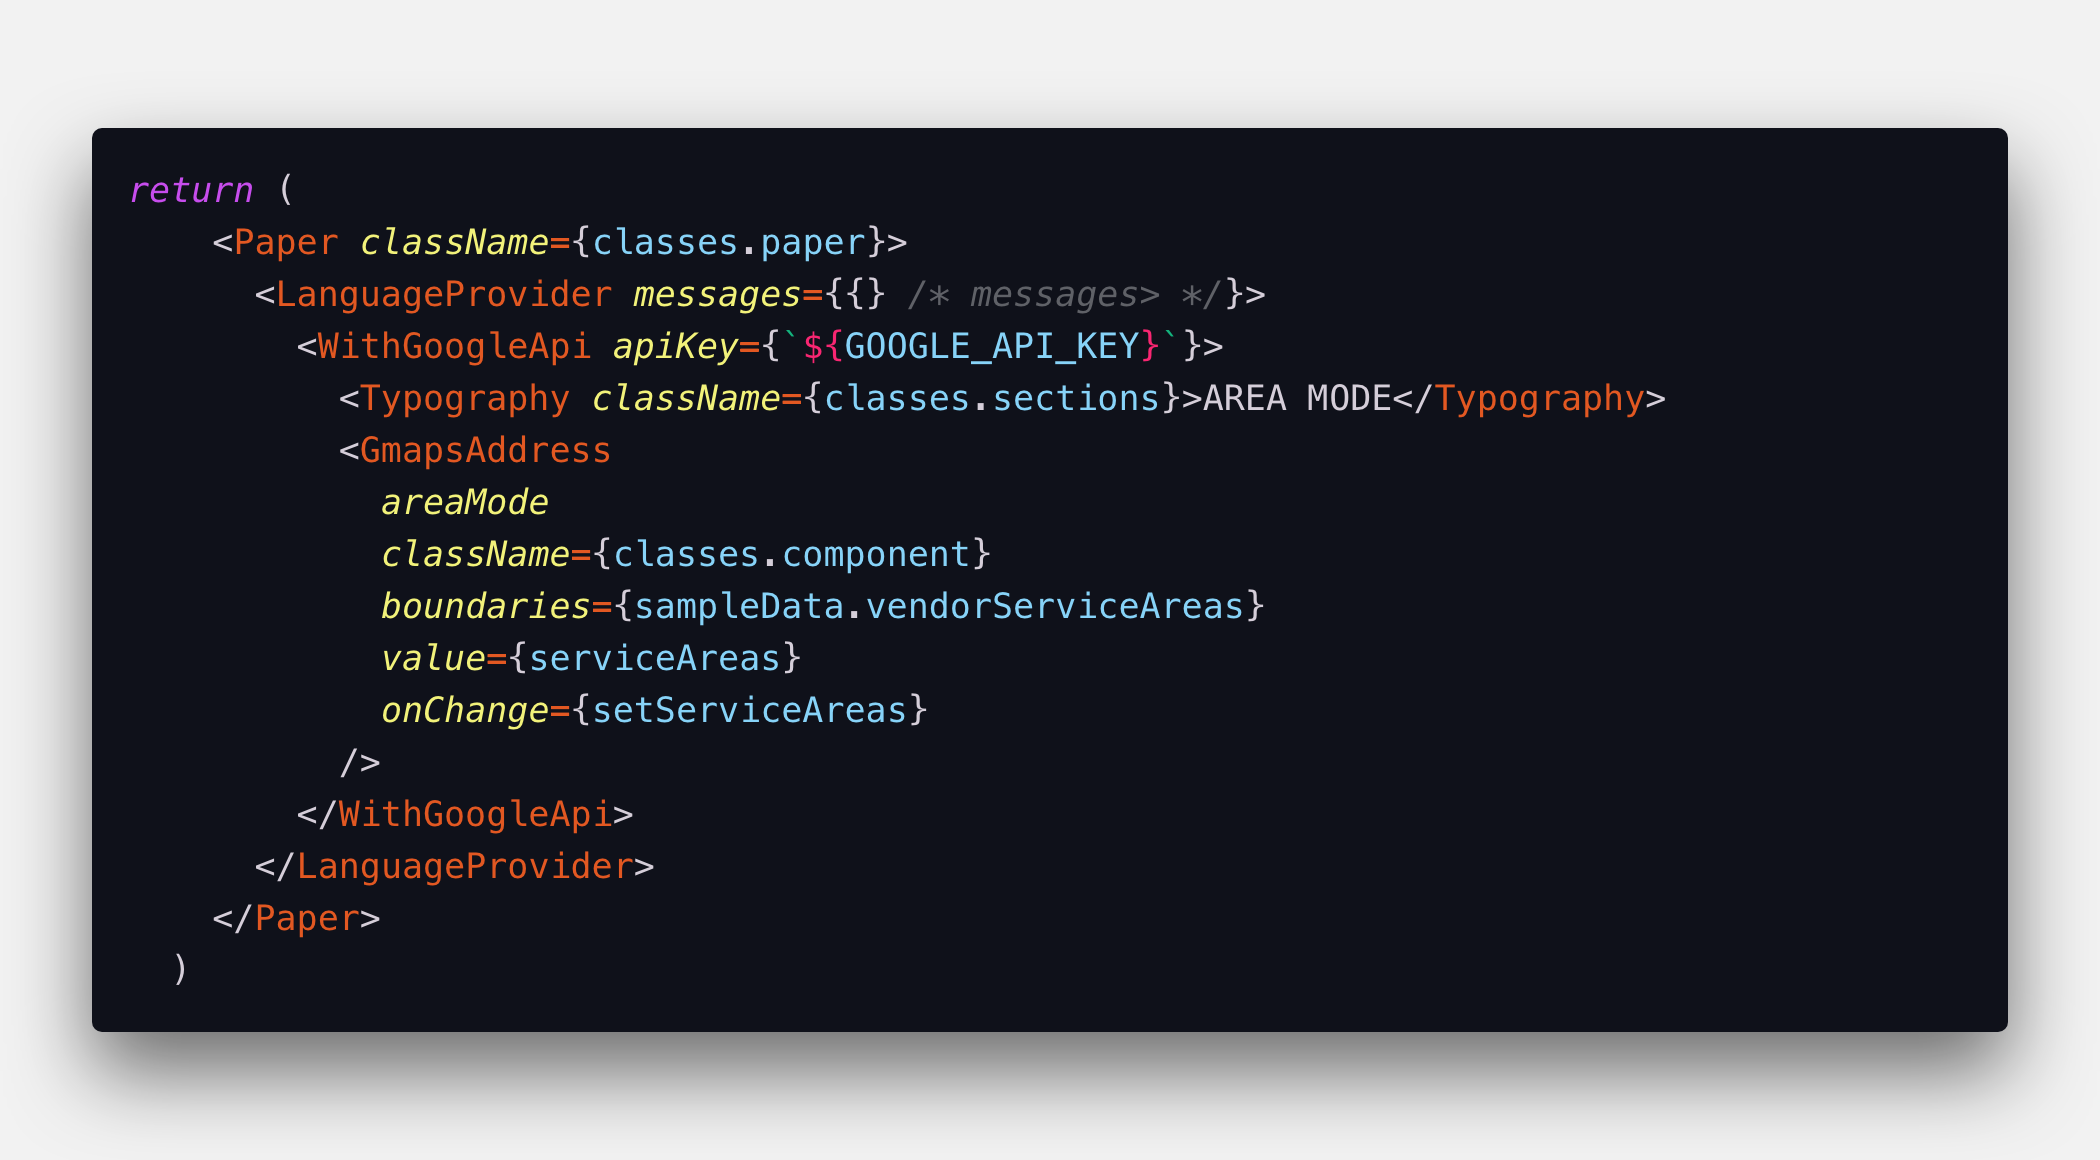 return (
    <Paper className={classes.paper}>
      <LanguageProvider messages={{} /* messages> */}>
        <WithGoogleApi apiKey={`${GOOGLE_API_KEY}`}>
          <Typography className={classes.sections}>AREA MODE</Typography>
          <GmapsAddress
            areaMode
            className={classes.component}
            boundaries={sampleData.vendorServiceAreas}
            value={serviceAreas}
            onChange={setServiceAreas}
          />
        </WithGoogleApi>
      </LanguageProvider>
    </Paper>
  )